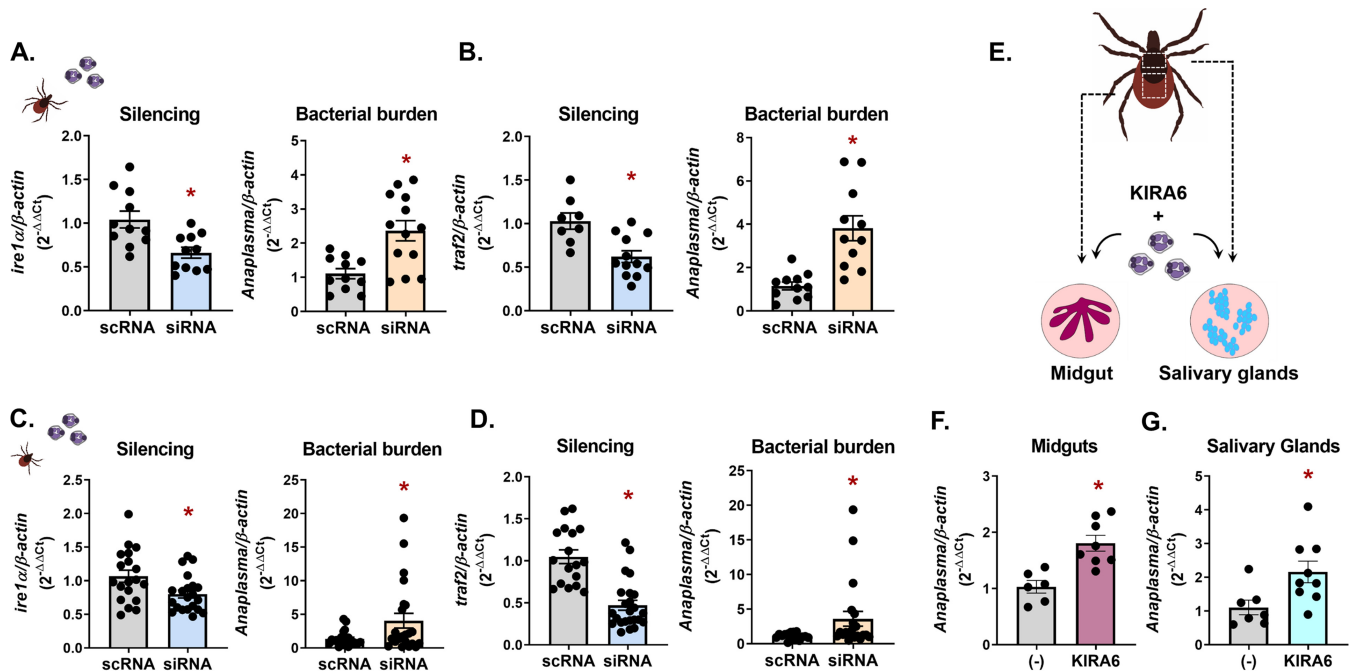 A.
Silencing
ire1α/β-actin
(2^-ΔΔCt)
2.0
1.5
1.0
0.5
0.0
scRNA siRNA
*
Bacterial burden
Anaplasma/β-actin
(2^-ΔΔCt)
5
4
3
2
1
0
scRNA siRNA
*
B.
Silencing
traf2/β-actin
(2^-ΔΔCt)
2.0
1.5
1.0
0.5
0.0
scRNA siRNA
*
Bacterial burden
Anaplasma/β-actin
(2^-ΔΔCt)
8
6
4
2
0
scRNA siRNA
*
E.
KIRA6
+
Midgut
Salivary glands
C.
Silencing
ire1α/β-actin
(2^-ΔΔCt)
2.5
2.0
1.5
1.0
0.5
0.0
scRNA siRNA
*
Bacterial burden
Anaplasma/β-actin
(2^-ΔΔCt)
25
20
15
10
5
0
scRNA siRNA
*
D.
Silencing
traf2/β-actin
(2^-ΔΔCt)
2.0
1.5
1.0
0.5
0.0
scRNA siRNA
*
Bacterial burden
Anaplasma/β-actin
(2^-ΔΔCt)
25
20
15
10
5
0
scRNA siRNA
*
F.
Midguts
Anaplasma/β-actin
(2^-ΔΔCt)
3
2
1
0
(-) KIRA6
*
G.
Salivary Glands
Anaplasma/β-actin
(2^-ΔΔCt)
5
4
3
2
1
0
(-) KIRA6
*